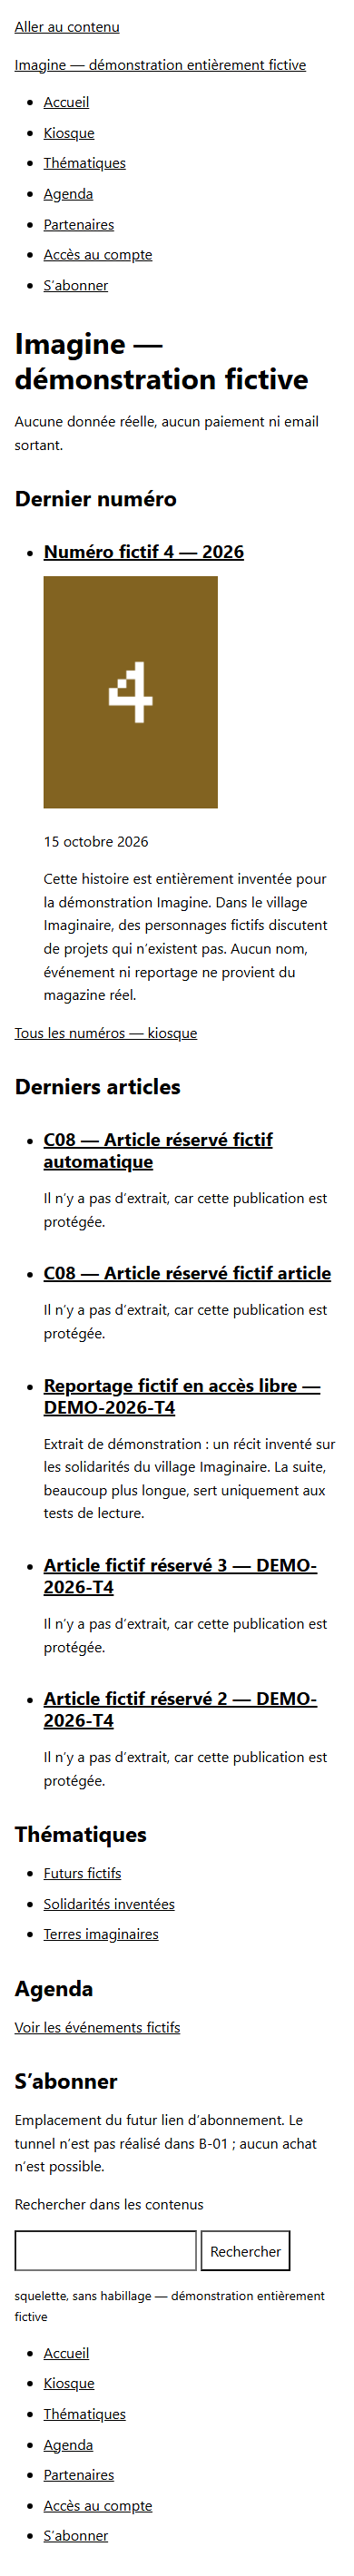 Aller au contenu
Imagine — démonstration entièrement fictive
Accueil
Kiosque
Thématiques
Agenda
Partenaires
Accès au compte
S’abonner
Imagine —
démonstration fictive
Aucune donnée réelle, aucun paiement ni email
sortant.
Dernier numéro
Numéro fictif 4 — 2026
4
15 octobre 2026
Cette histoire est entièrement inventée pour
la démonstration Imagine. Dans le village
Imaginaire, des personnages fictifs discutent
de projets qui n’existent pas. Aucun nom,
événement ni reportage ne provient du
magazine réel.
Tous les numéros — kiosque
Derniers articles
C08 — Article réservé fictif
automatique
Il n’y a pas d’extrait, car cette publication est
protégée.
C08 — Article réservé fictif article
Il n’y a pas d’extrait, car cette publication est
protégée.
Reportage fictif en accès libre —
DEMO-2026-T4
Extrait de démonstration : un récit inventé sur
les solidarités du village Imaginaire. La suite,
beaucoup plus longue, sert uniquement aux
tests de lecture.
Article fictif réservé 3 — DEMO-
2026-T4
Il n’y a pas d’extrait, car cette publication est
protégée.
Article fictif réservé 2 — DEMO-
2026-T4
Il n’y a pas d’extrait, car cette publication est
protégée.
Thématiques
Futurs fictifs
Solidarités inventées
Terres imaginaires
Agenda
Voir les événements fictifs
S’abonner
Emplacement du futur lien d’abonnement. Le
tunnel n’est pas réalisé dans B-01 ; aucun achat
n’est possible.
Rechercher dans les contenus
Rechercher
squelette, sans habillage — démonstration entièrement
fictive
Accueil
Kiosque
Thématiques
Agenda
Partenaires
Accès au compte
S’abonner